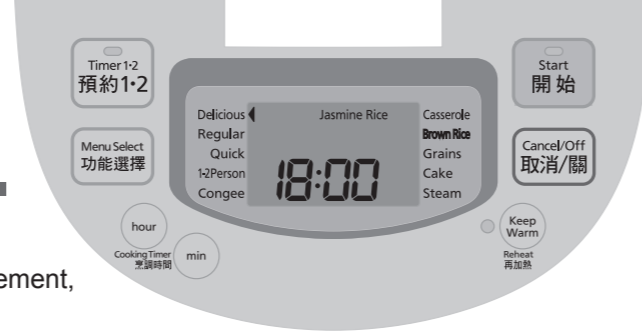 Timer 1•2
預約1•2
Menu Select
功能選擇
hour
min
Cooking Timer
烹調時間
Delicious
Regular
Quick
1-2Person
Congee
Jasmine Rice
18:00
Casserole
Brown Rice
Grains
Cake
Steam
Start
開始
Cancel/Off
取消/關
Keep
Warm
Reheat
再加熱
ement,